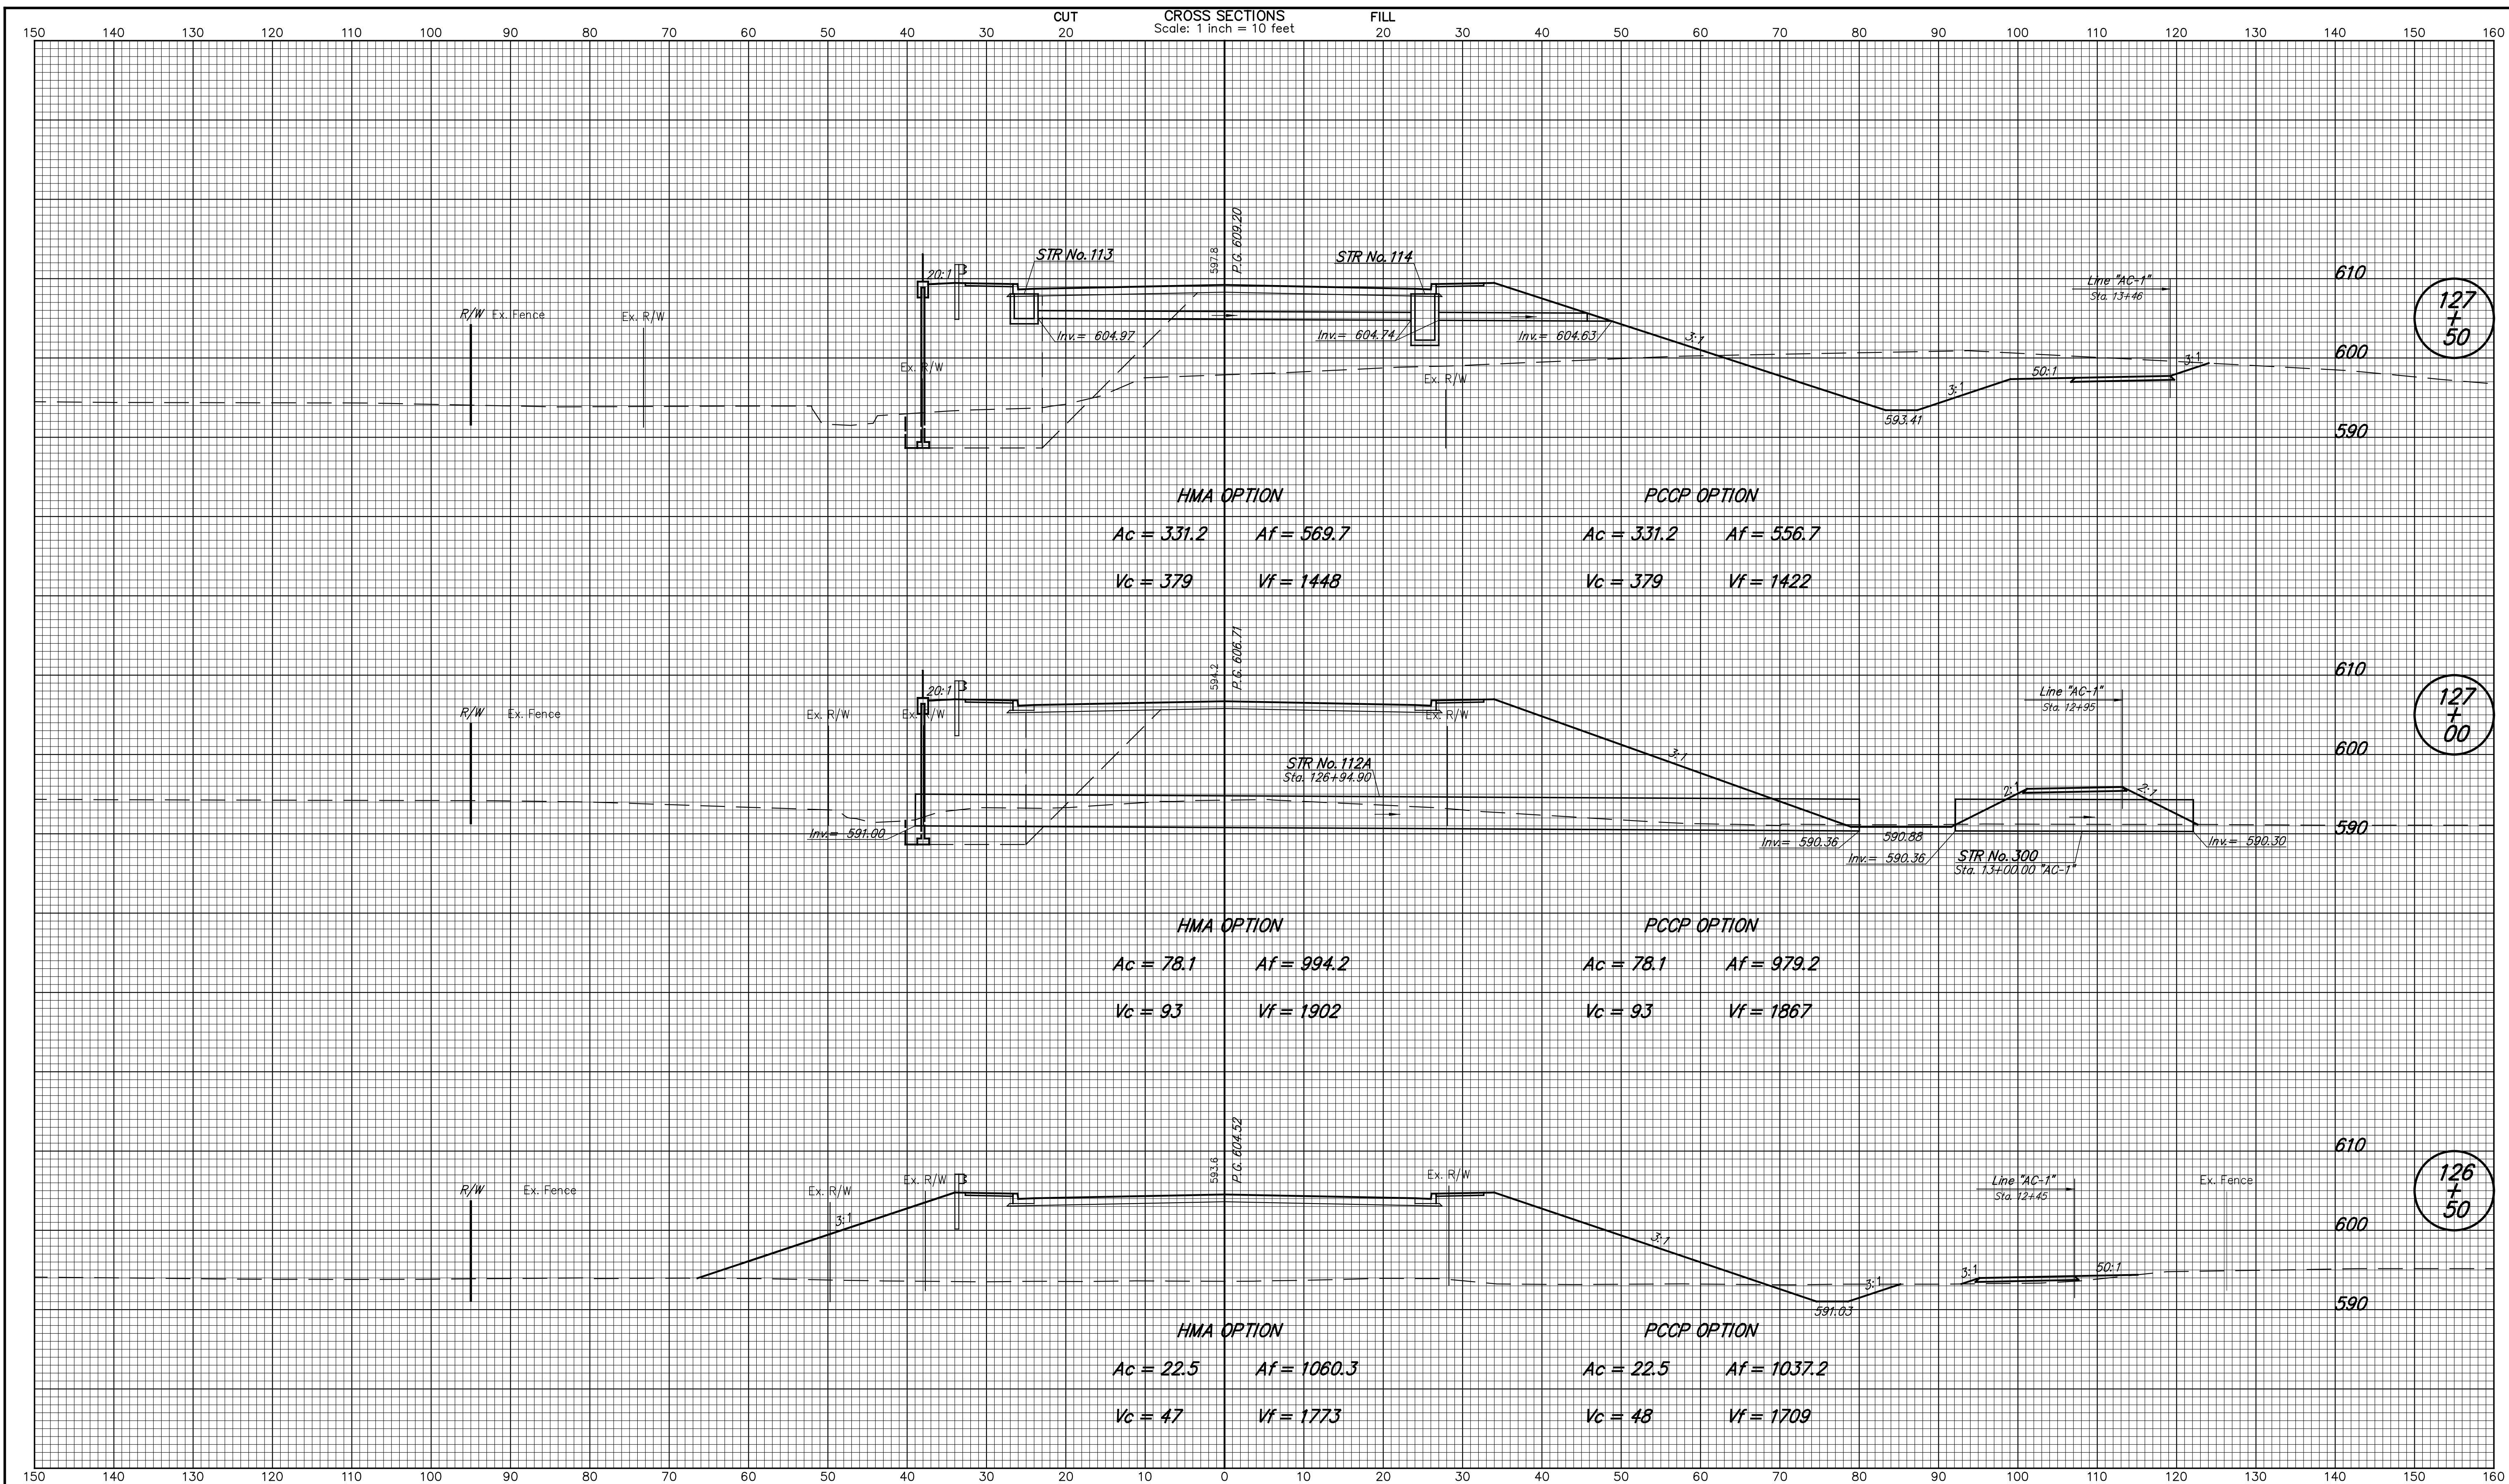 CUT CROSS SECTIONS FILL
Scale: 1 inch = 10 feet
150 140 130 120 110 100 90 80 70 60 50 40 30 20 10 0 10 20 30 40 50 60 70 80 90 100 110 120 130 140 150 160
597.8
P.G. 609.20
STR No. 113
STR No. 114
20:1
610
Line "AC-1"
Sta. 13+46
127
+
50
R/W Ex. Fence
Ex. R/W
Inv.= 604.97
Inv.= 604.74
Inv.= 604.63
3:1
600
3:1
Ex. R/W
Ex. R/W
3:1
50:1
593.41
590
HMA OPTION
PCCP OPTION
Ac = 331.2 Af = 569.7
Ac = 331.2 Af = 556.7
Vc = 379 Vf = 1448
Vc = 379 Vf = 1422
594.2
P.G. 606.71
610
20:1
Line "AC-1"
Sta. 12+95
127
+
00
R/W Ex. Fence
Ex. R/W
Ex. R/W
Ex. R/W
3:1
600
STR No. 112A
Sta. 126+94.90
2:1
2:1
Inv.= 591.00
Inv.= 590.36
590.88
Inv.= 590.36
STR No. 300
Sta. 13+00.00 "AC-1"
Inv.= 590.30
590
HMA OPTION
PCCP OPTION
Ac = 78.1 Af = 994.2
Ac = 78.1 Af = 979.2
Vc = 93 Vf = 1902
Vc = 93 Vf = 1867
593.6
P.G. 604.52
610
R/W Ex. Fence
Ex. R/W
Ex. R/W
Ex. R/W
Line "AC-1"
Sta. 12+45
Ex. Fence
126
+
50
3:1
600
3:1
3:1
3:1
50:1
591.03
590
HMA OPTION
PCCP OPTION
Ac = 22.5 Af = 1060.3
Ac = 22.5 Af = 1037.2
Vc = 47 Vf = 1773
Vc = 48 Vf = 1709
150 140 130 120 110 100 90 80 70 60 50 40 30 20 10 0 10 20 30 40 50 60 70 80 90 100 110 120 130 140 150 160